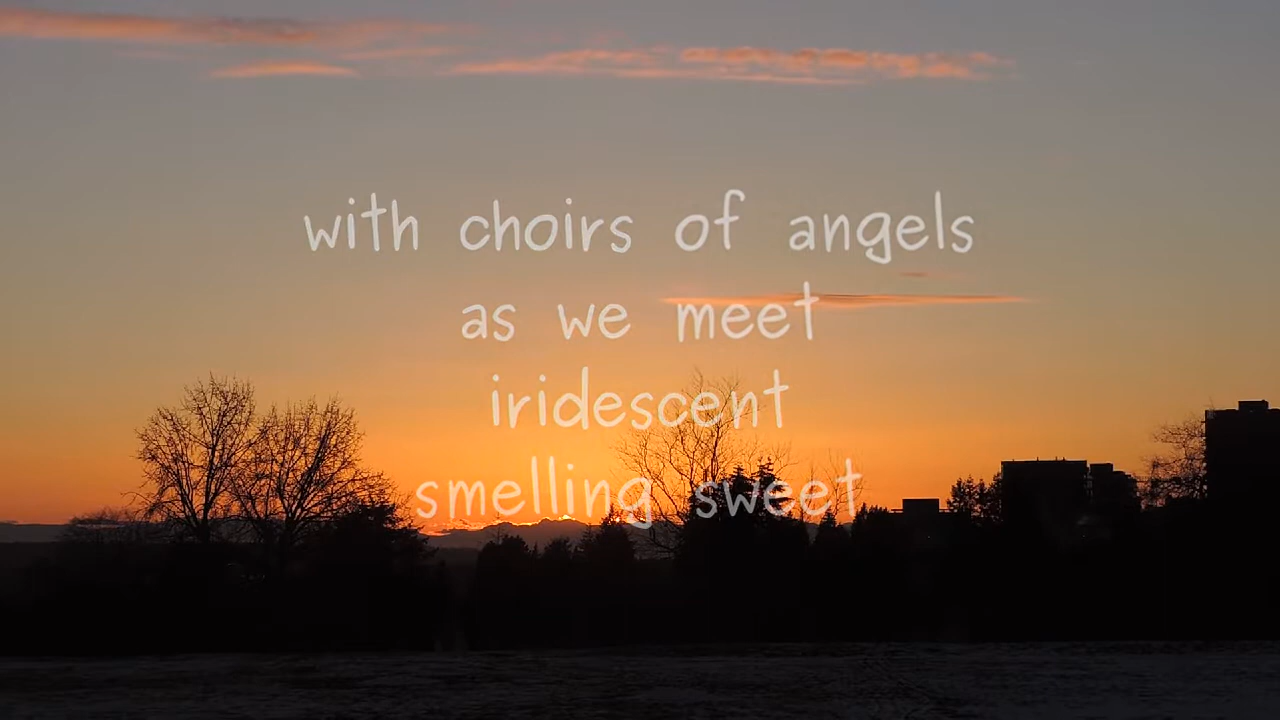 with choirs of angels
as we meet
iridescent
smelling sweet